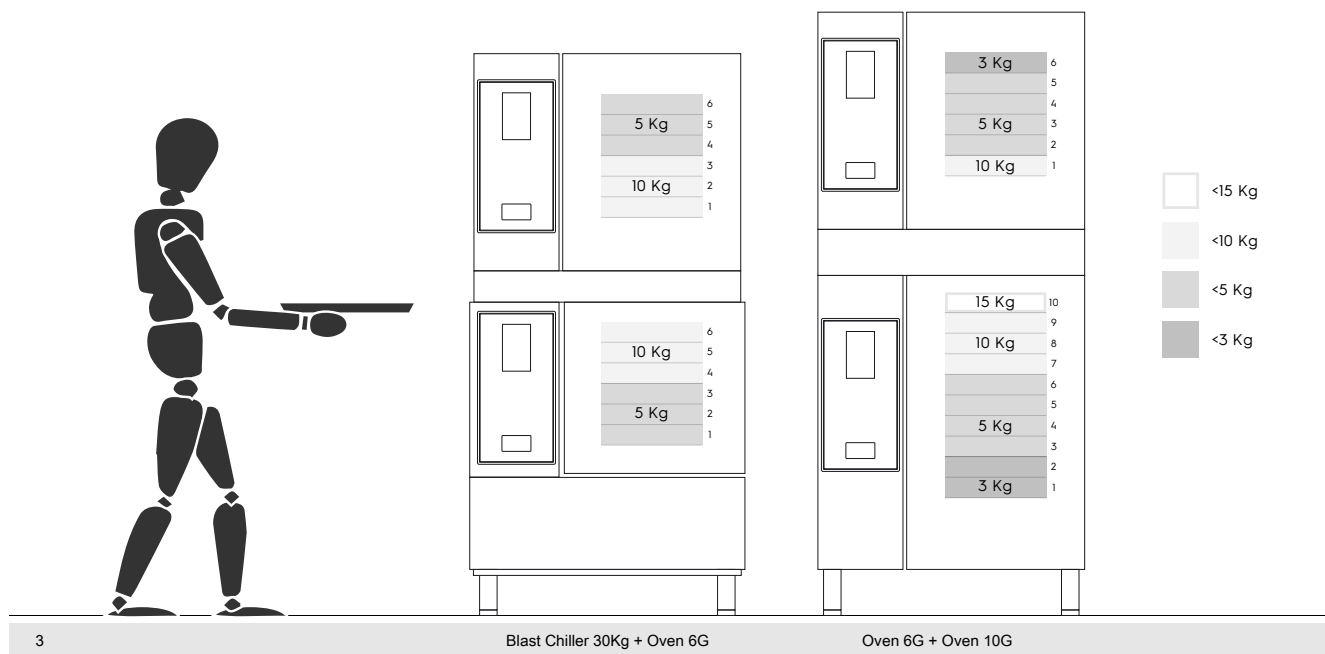 6
5 Kg 5
4
3
10 Kg 2
1
6
10 Kg 5
4
3
5 Kg 2
1
3 Kg 6
5
4
5 Kg 3
2
10 Kg 1
15 Kg 10
9
10 Kg 8
7
6
5
5 Kg 4
3
2
3 Kg 1
<15 Kg
<10 Kg
<5 Kg
<3 Kg
3 Blast Chiller 30Kg + Oven 6G Oven 6G + Oven 10G